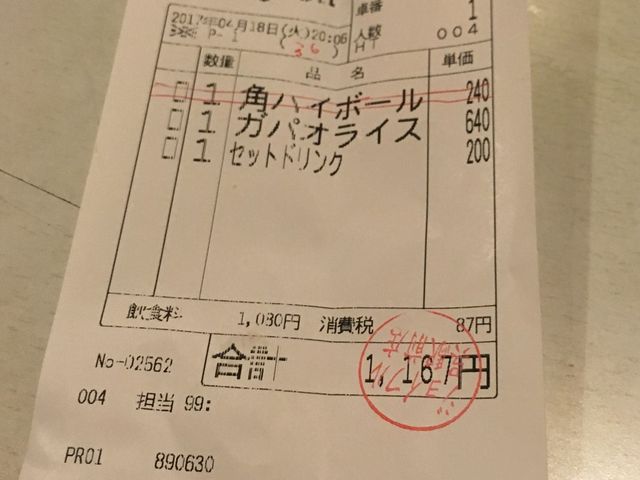 卓番 1
2017年04月18日(火)20:06 人数 004
36
数量 品名 単価
1 角ハイボール 240
1 ガパオライス 640
1 セットドリンク 200
飲食料 1,080円 消費税 87円
合計 1,167円
No-02562
004 担当 99:
PR01 890630